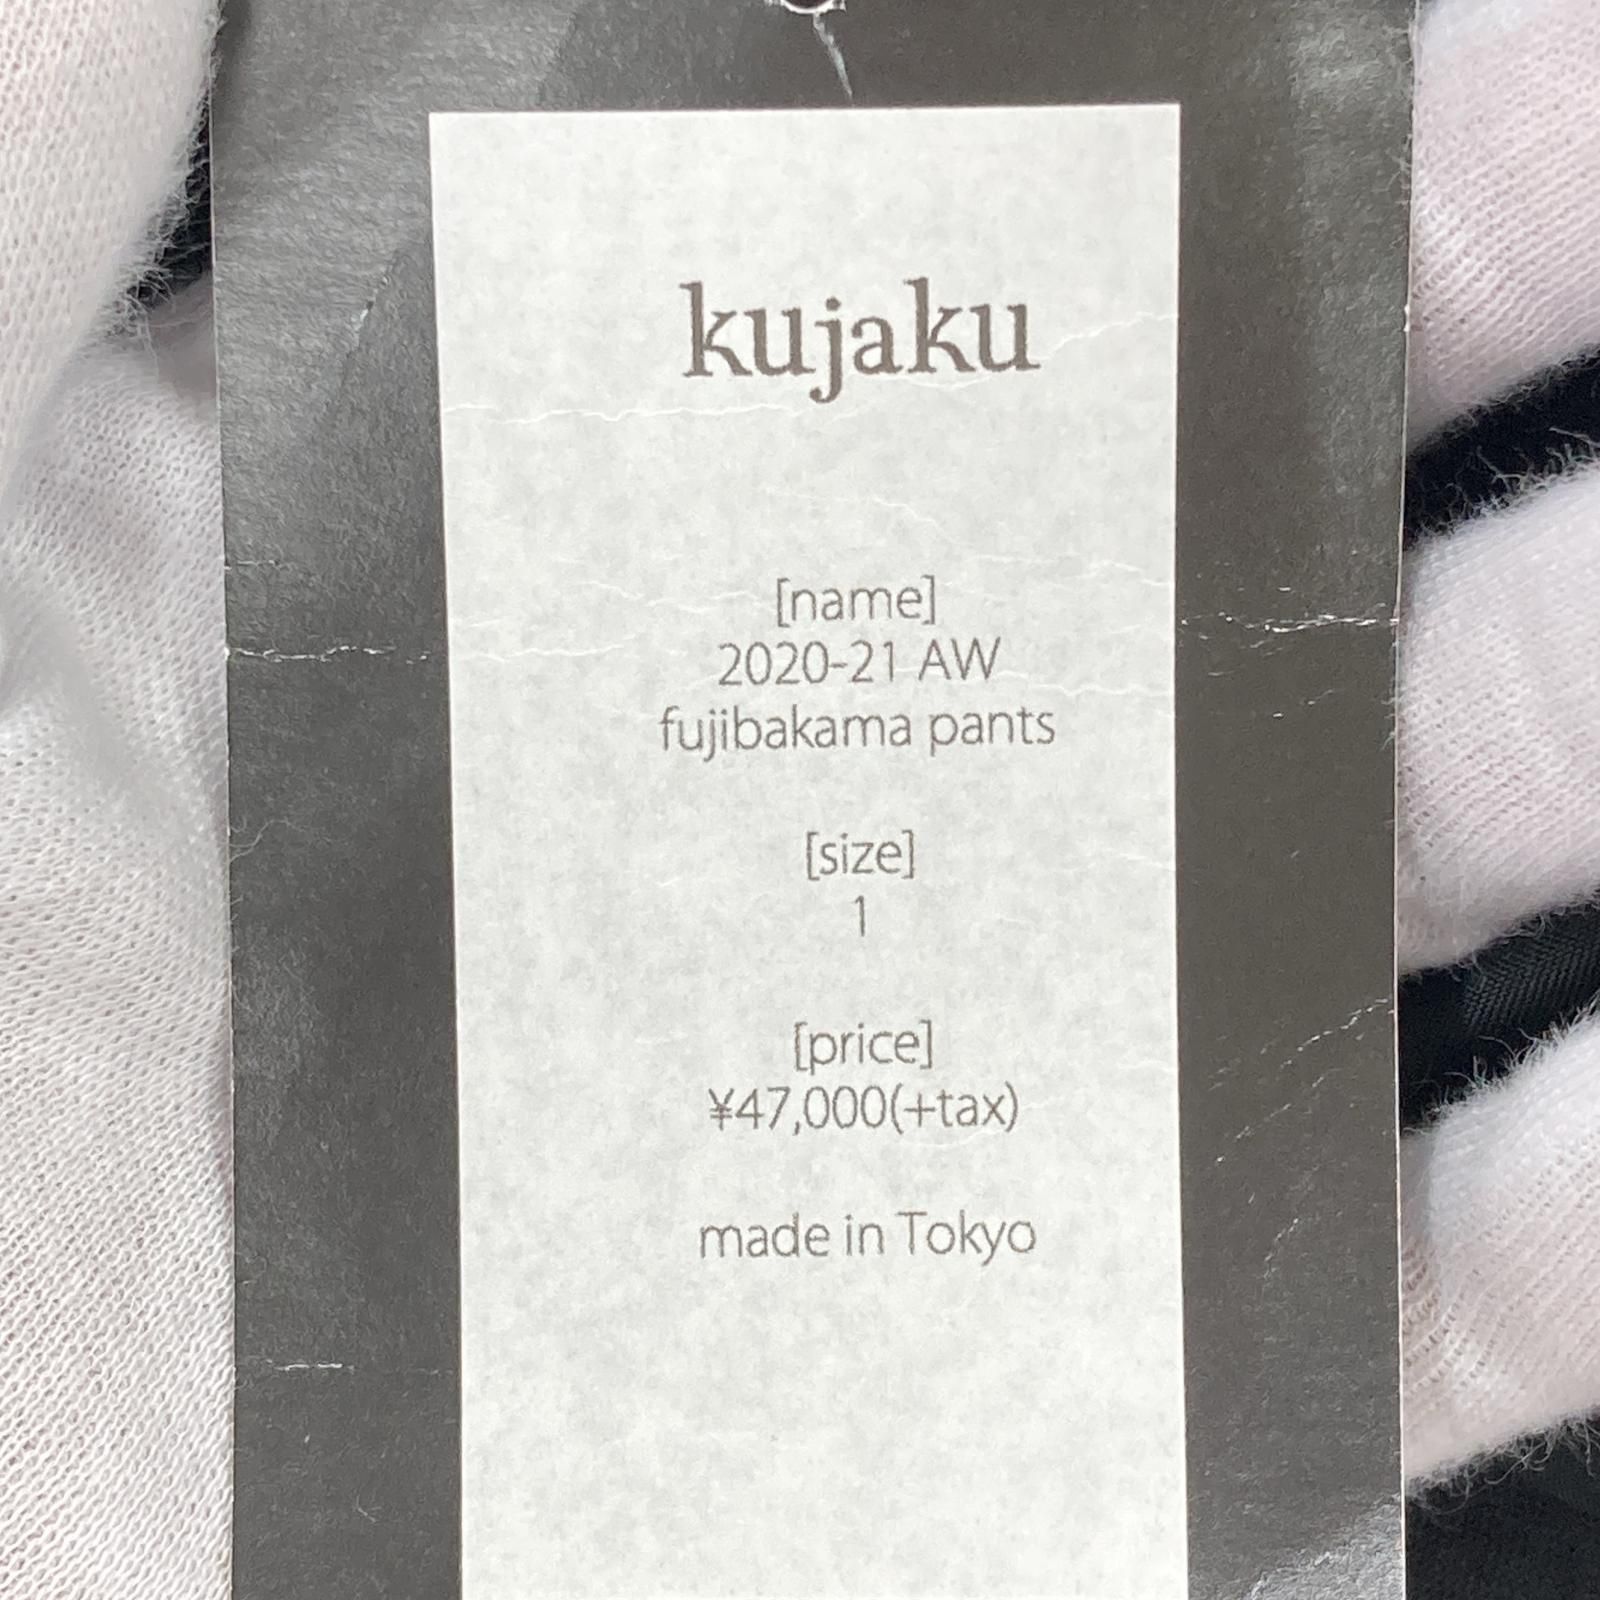 kujaku
[name]
2020-21 AW
fujibakama pants
[size]
1
[price]
¥47,000(+tax)
made in Tokyo